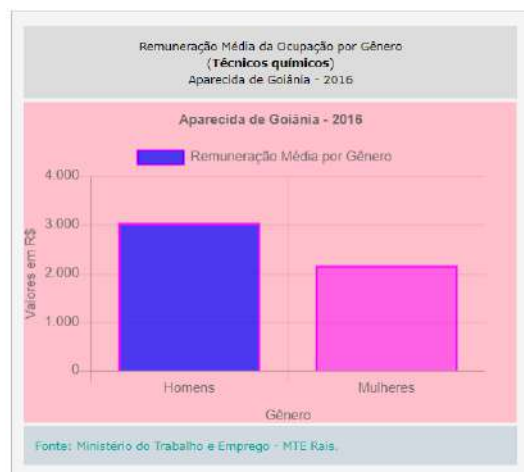 Remuneração Média da Ocupação por Gênero
(Técnicos químicos)
Aparecida de Goiânia - 2016
Aparecida de Goiânia - 2016
Remuneração Média por Gênero
4.000
3.000
2.000
1.000
0
Valores em R$
Homens
Mulheres
Gênero
Fonte: Ministério do Trabalho e Emprego - MTE Rais.